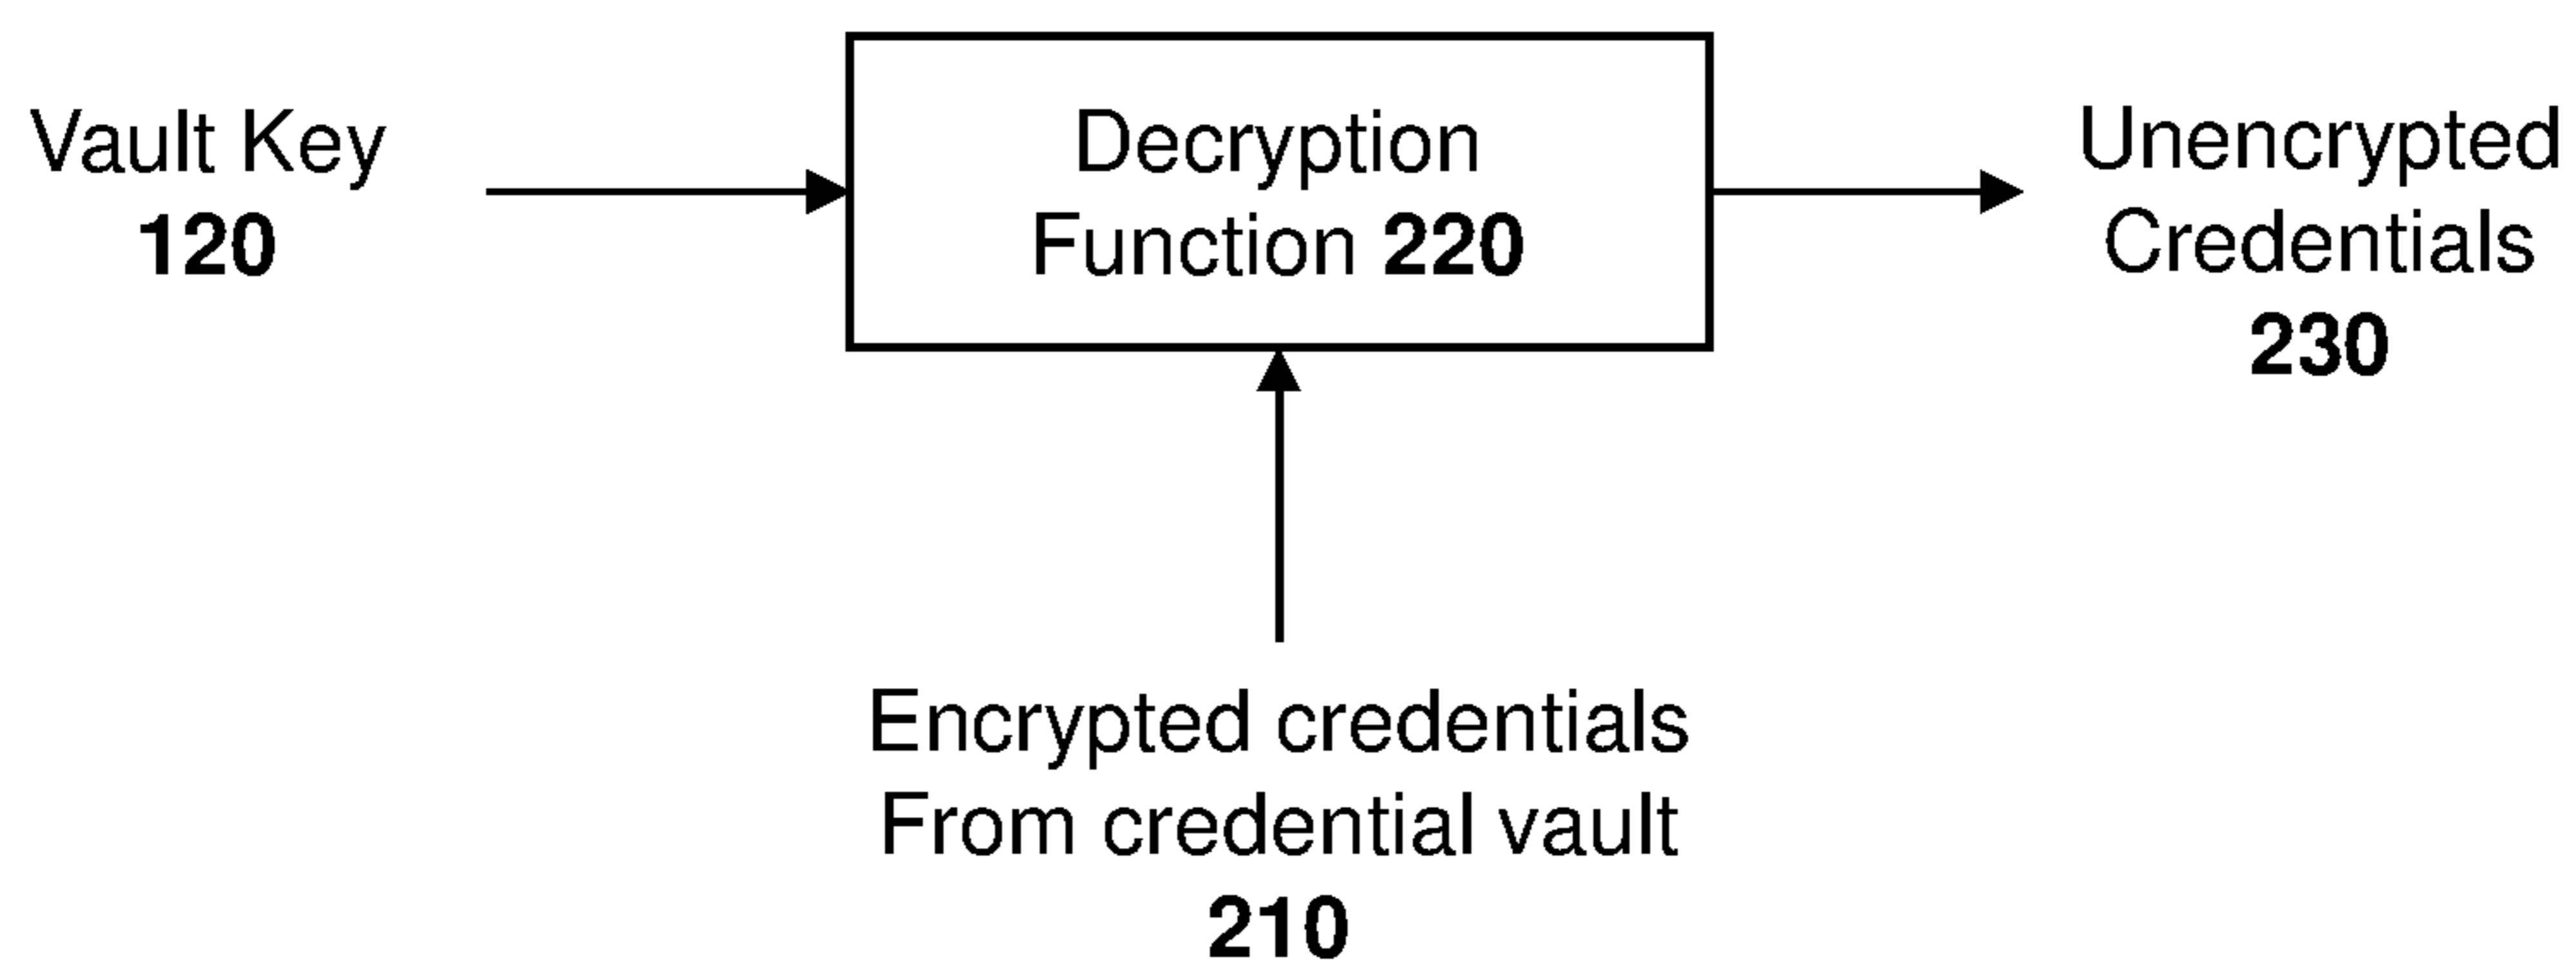 Vault Key
120
Decryption
Function 220
Unencrypted
Credentials
230
Encrypted credentials
From credential vault
210